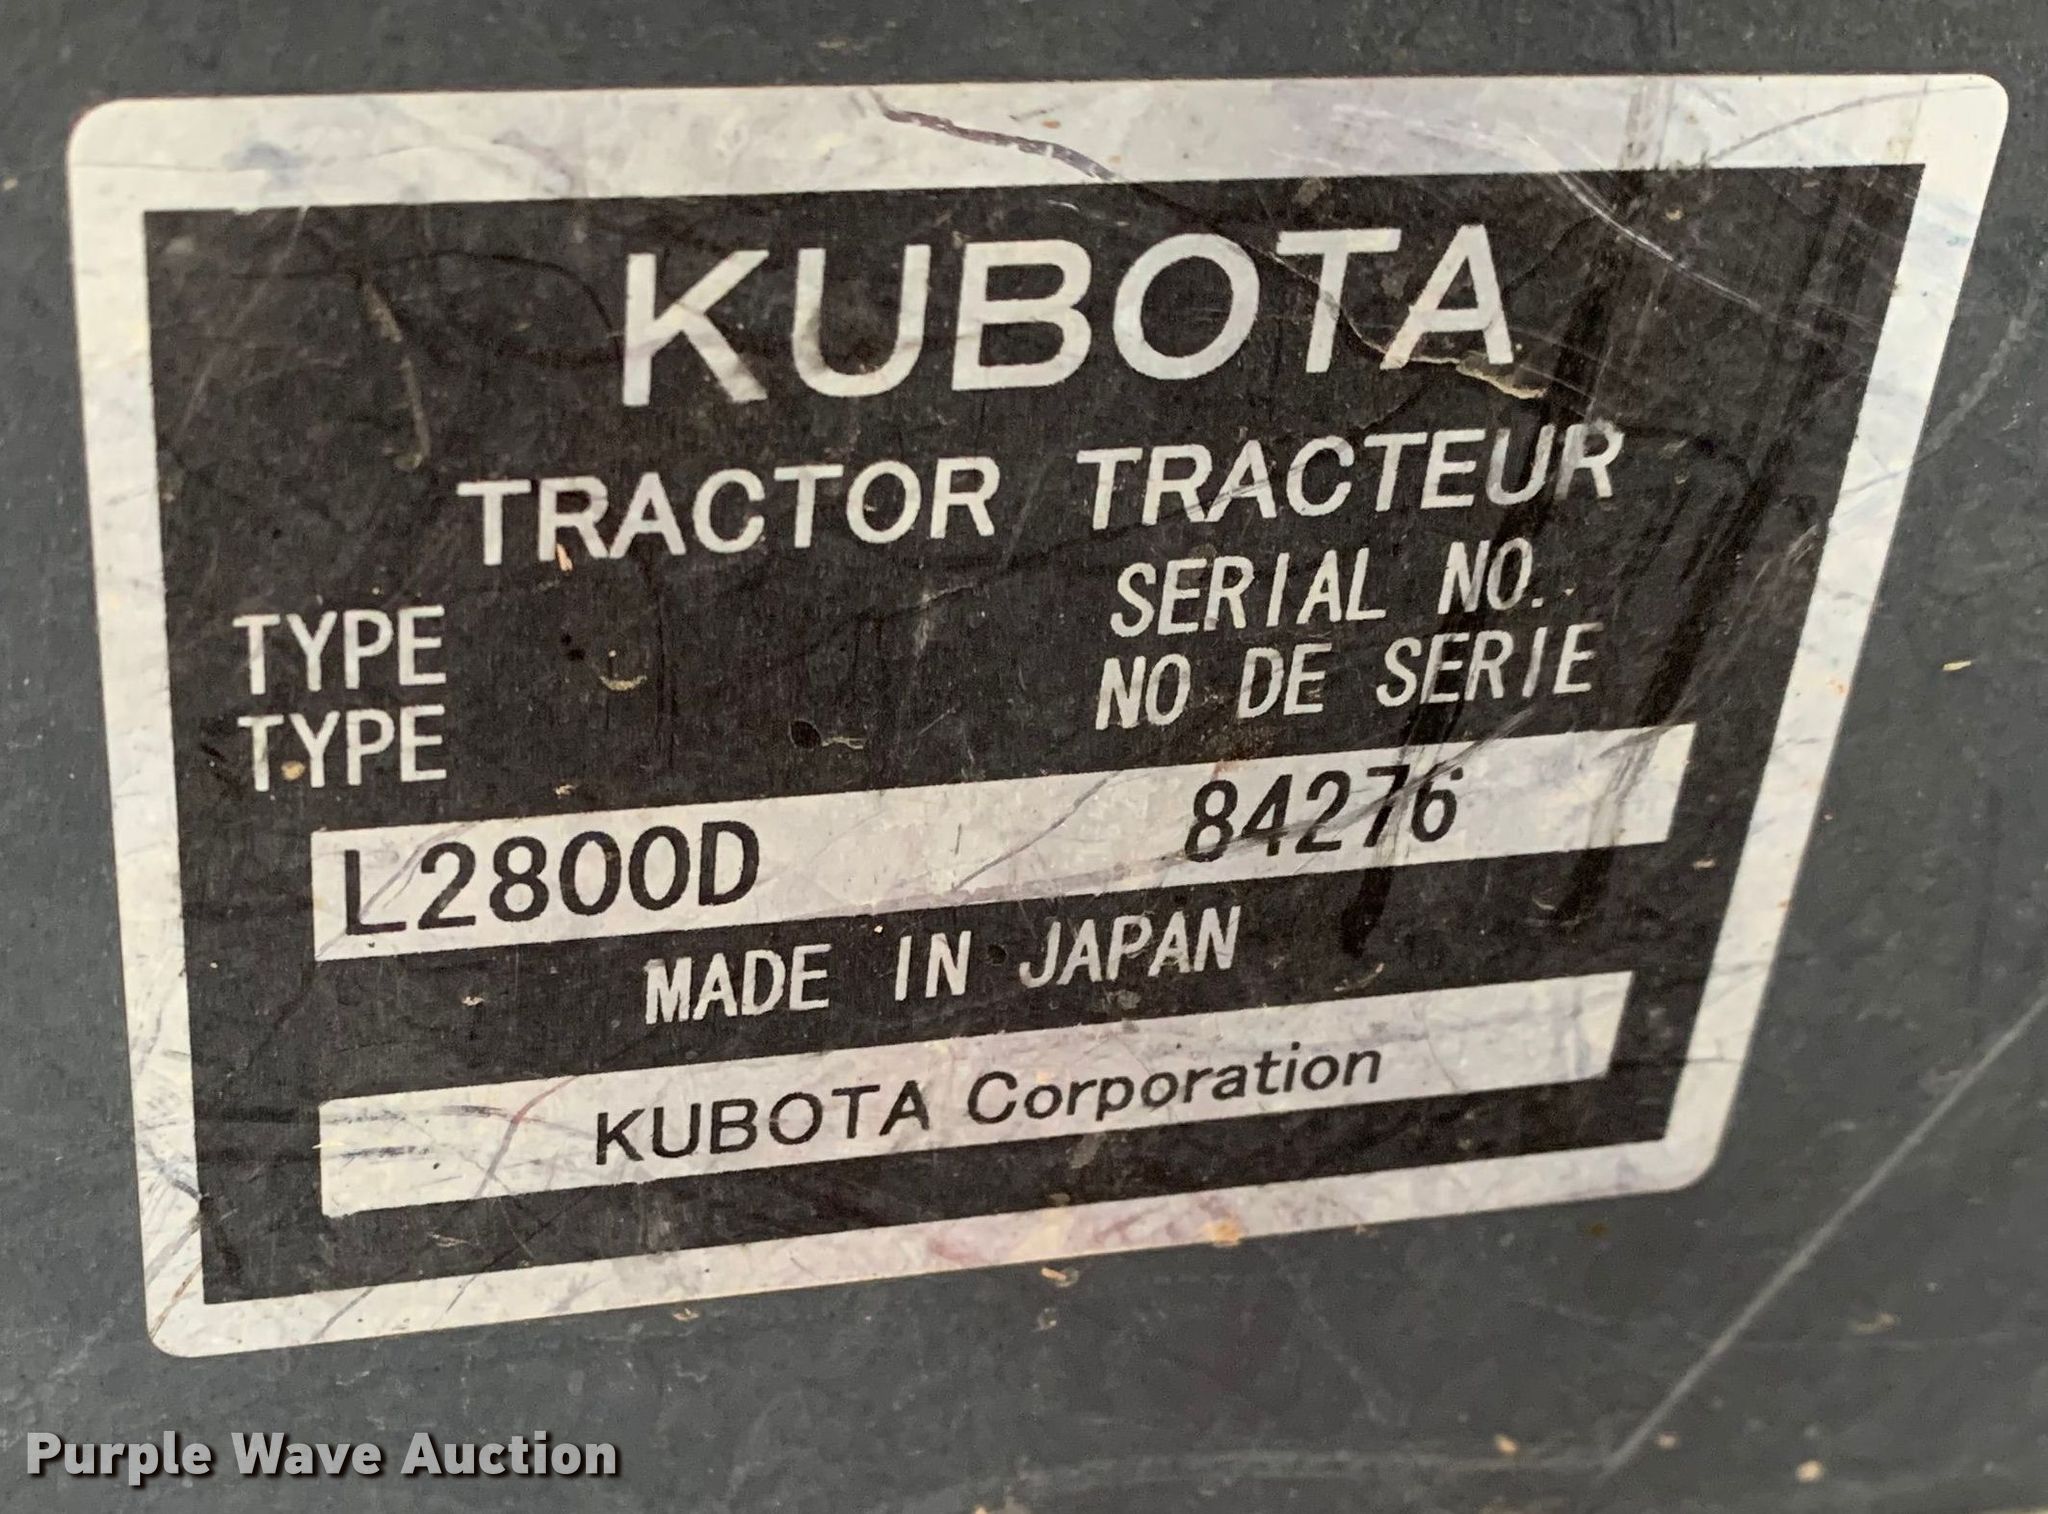 KUBOTA
TRACTOR TRACTEUR
TYPE SERIAL NO.
TYPE NO DE SERIE
L2800D 84276
MADE IN JAPAN
KUBOTA Corporation
Purple Wave Auction